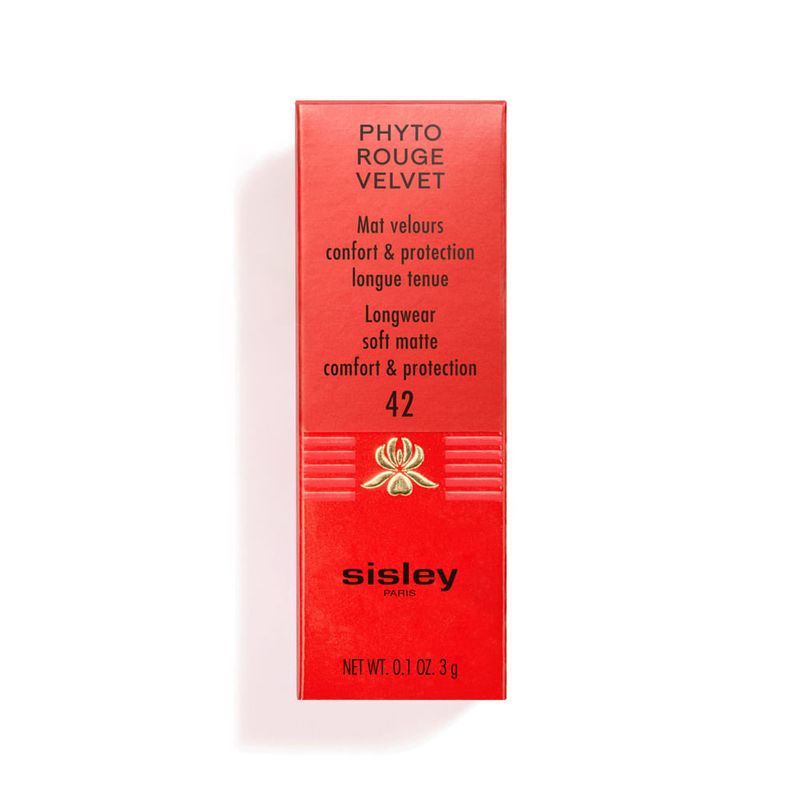 PHYTO
ROUGE
VELVET
Mat velours
confort & protection
longue tenue
Longwear
soft matte
comfort & protection
42
sisley
PARIS
NET WT. 0.1 OZ. 3 g